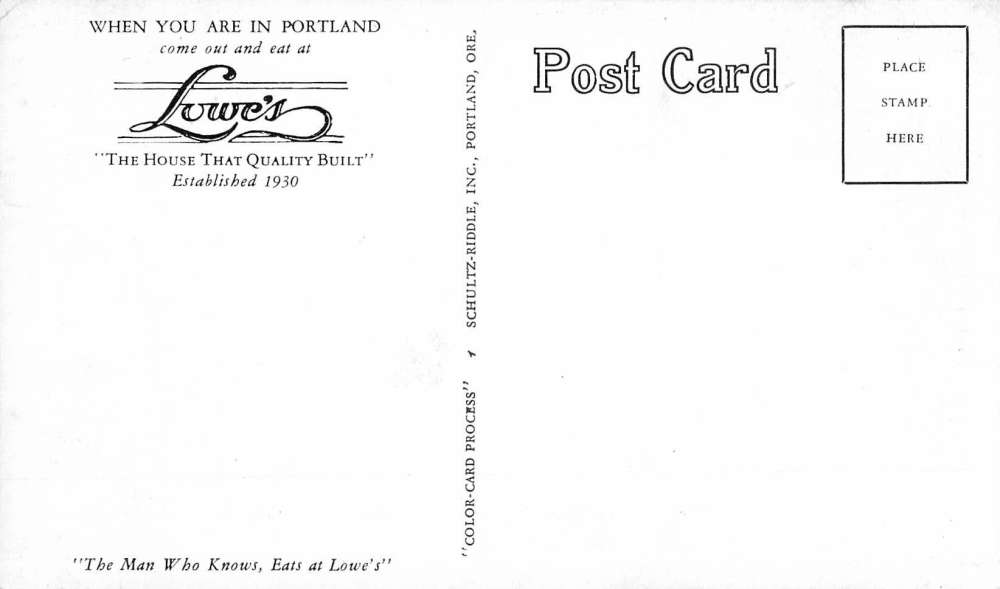 WHEN YOU ARE IN PORTLAND
come out and eat at
Lowe's
"THE HOUSE THAT QUALITY BUILT"
Established 1930
"The Man Who Knows, Eats at Lowe's"
"COLOR-CARD PROCESS" SCHULTZ-RIDDLE, INC., PORTLAND, ORE.
Post Card
PLACE
STAMP
HERE